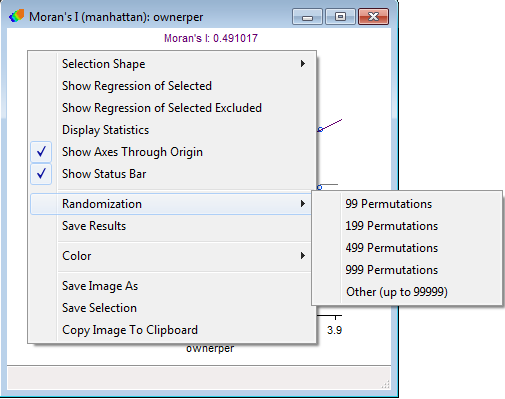 Moran's I (manhattan): ownerper
Moran's I: 0.491017
Selection Shape
Show Regression of Selected
Show Regression of Selected Excluded
Display Statistics
Show Axes Through Origin
Show Status Bar
Randomization
99 Permutations
Save Results
199 Permutations
499 Permutations
Color
999 Permutations
Save Image As
Other (up to 99999)
Save Selection
Copy Image To Clipboard
3.9
ownerper